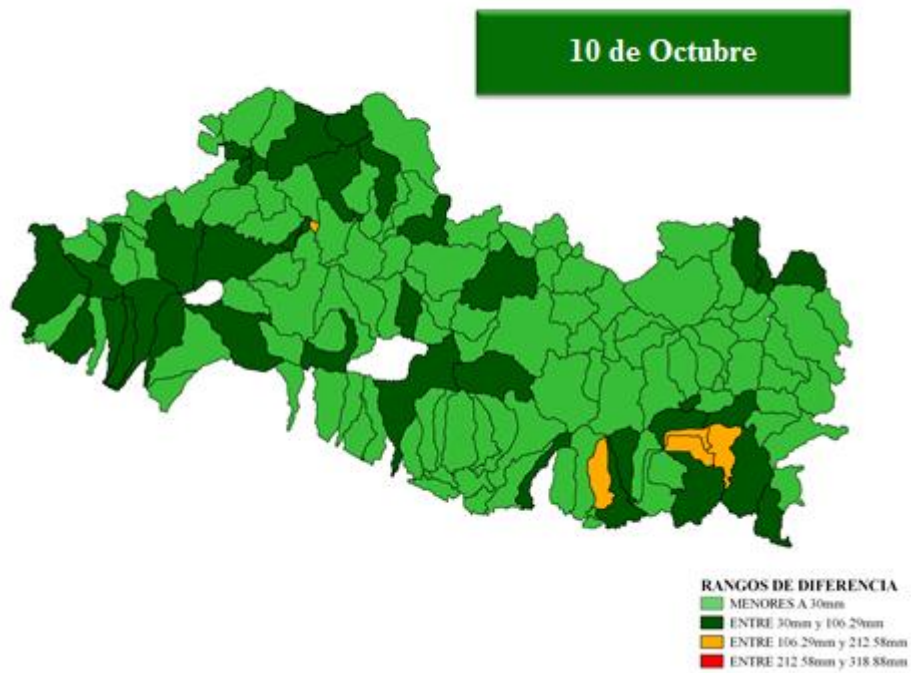 10 de Octubre
RANGOS DE DIFERENCIA
MENORES A 30mm
ENTRE 30mm y 106.29mm
ENTRE 106.29mm y 212.58mm
ENTRE 212.58mm y 318.88mm